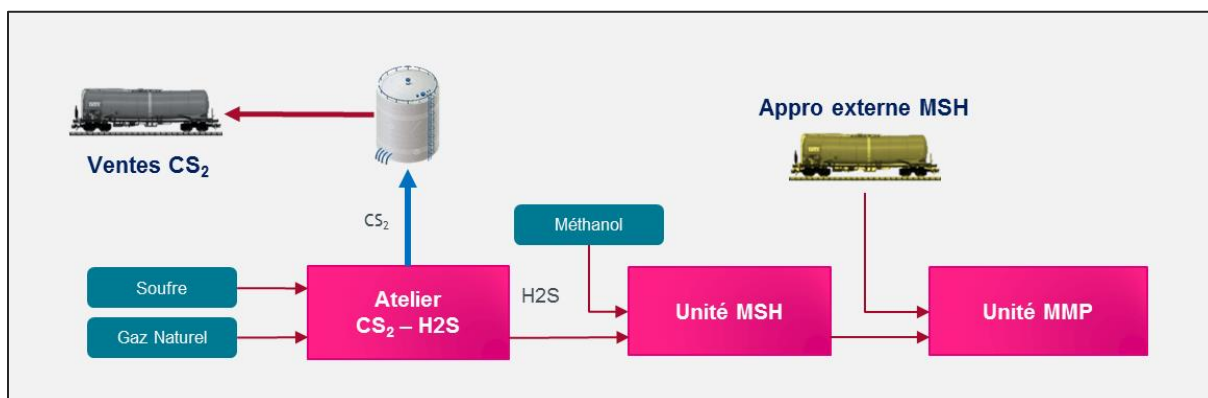 Appro externe MSH
Ventes CS₂
CS₂
Méthanol
Soufre
Gaz Naturel
Atelier
CS₂ – H2S
H2S
Unité MSH
Unité MMP